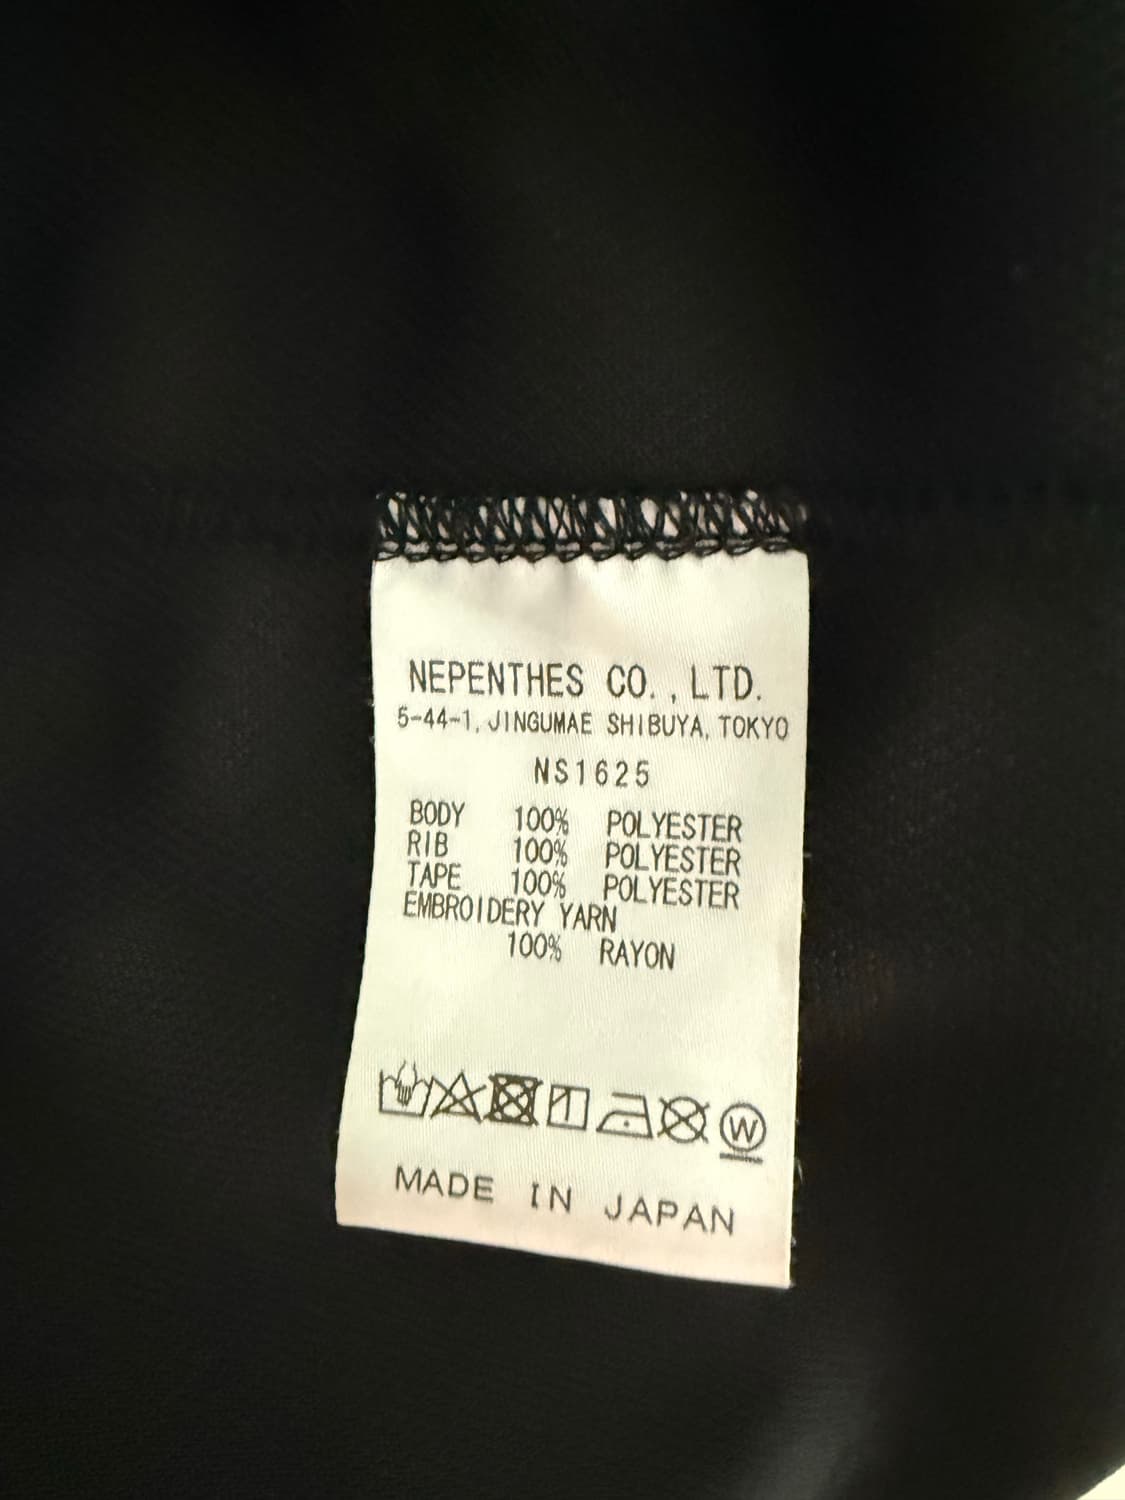 NEPENTHES CO., LTD.
5-44-1, JINGUMAE SHIBUYA, TOKYO
NS1625
BODY 100% POLYESTER
RIB 100% POLYESTER
TAPE 100% POLYESTER
EMBROIDERY YARN
100% RAYON
W
MADE IN JAPAN